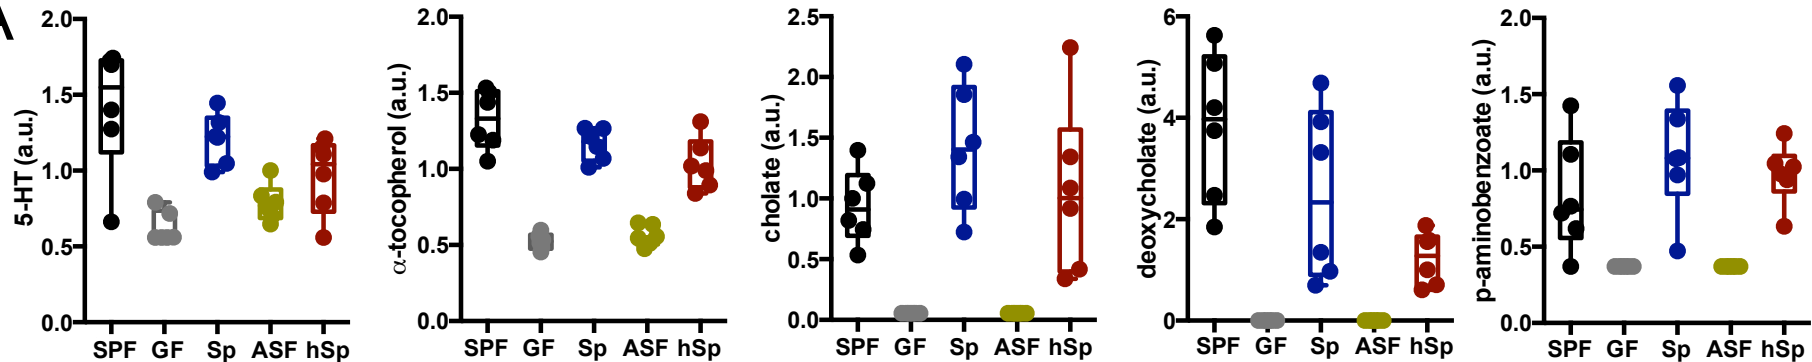 A
5-HT (a.u.)
2.0
1.5
1.0
0.5
0.0
SPF GF Sp ASF hSp
α-tocopherol (a.u.)
2.0
1.5
1.0
0.5
0.0
SPF GF Sp ASF hSp
cholate (a.u.)
2.5
2.0
1.5
1.0
0.5
0.0
SPF GF Sp ASF hSp
deoxycholate (a.u.)
6
4
2
0
SPF GF Sp ASF hSp
p-aminobenzoate (a.u.)
2.0
1.5
1.0
0.5
0.0
SPF GF Sp ASF hSp